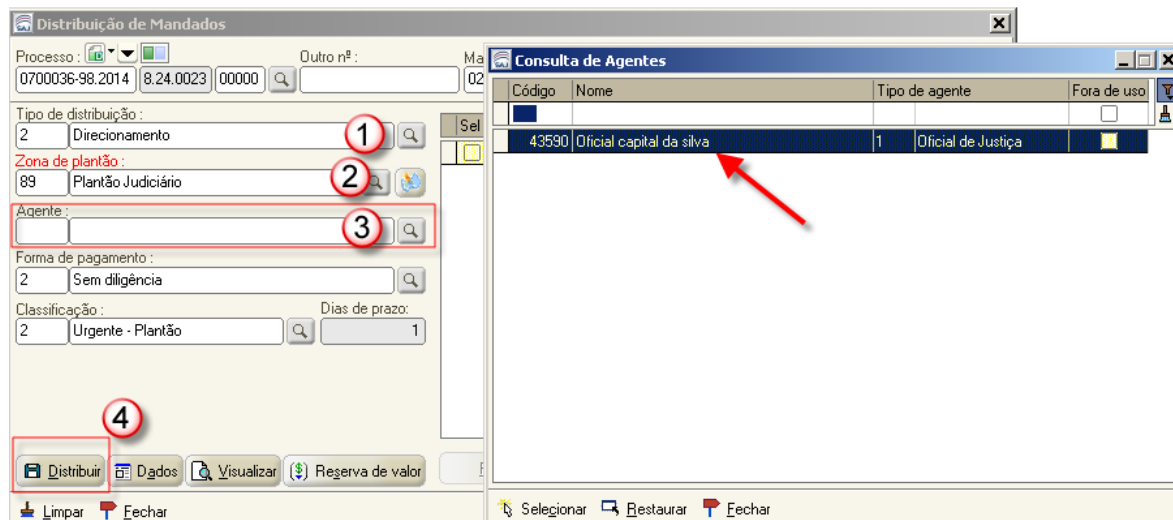 Distribuição de Mandados
Processo :
Outro nº :
Ma
0700036-98.2014 8.24.0023 00000
02
Tipo de distribuição :
2 Direcionamento
1
Zona de plantão :
89 Plantão Judiciário
2
Agente :
3
Forma de pagamento :
2 Sem diligência
Classificação :
Dias de prazo:
2 Urgente - Plantão
1
4
Distribuir Dados Visualizar Reserva de valor
Limpar Fechar
Sel
Consulta de Agentes
Código Nome Tipo de agente Fora de uso
43590 Oficial capital da silva 1 Oficial de Justiça
Selecionar Restaurar Fechar